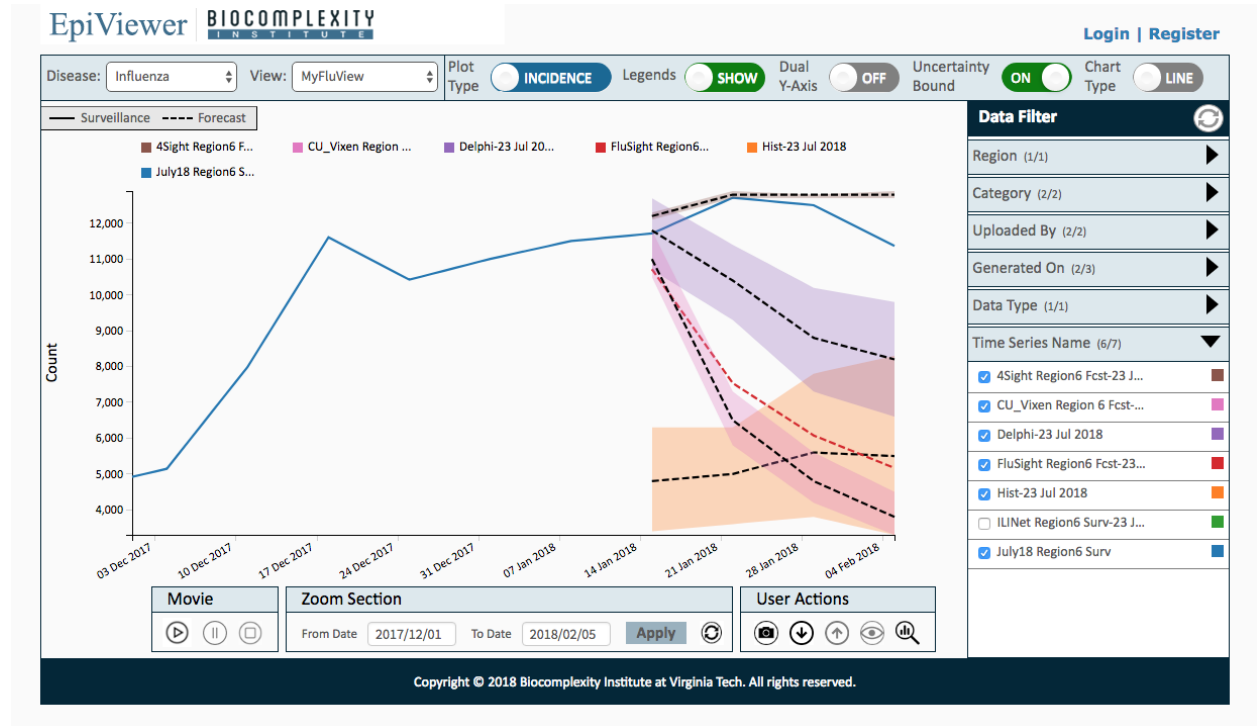 EpiViewer BIOCOMPLEXITY
INSTITUTE
Login | Register
Disease: Influenza View: MyFluView Plot Type INCIDENCE Legends SHOW Dual Y-Axis OFF Uncertainty Bound ON Chart Type LINE
Surveillance Forecast
4Sight Region6 F... CU_Vixen Region ... Delphi-23 Jul 20... FluSight Region6... Hist-23 Jul 2018
July18 Region6 S...
Count
12,000
11,000
10,000
9,000
8,000
7,000
6,000
5,000
4,000
03 Dec 2017 10 Dec 2017 17 Dec 2017 24 Dec 2017 31 Dec 2017 07 Jan 2018 14 Jan 2018 21 Jan 2018 28 Jan 2018 04 Feb 2018
Data Filter
Region (1/1)
Category (2/2)
Uploaded By (2/2)
Generated On (2/3)
Data Type (1/1)
Time Series Name (6/7)
4Sight Region6 Fcst-23 J...
CU_Vixen Region 6 Fcst-...
Delphi-23 Jul 2018
FluSight Region6 Fcst-23...
Hist-23 Jul 2018
ILINet Region6 Surv-23 J...
July18 Region6 Surv
Movie
Zoom Section
From Date 2017/12/01 To Date 2018/02/05 Apply
User Actions
Copyright © 2018 Biocomplexity Institute at Virginia Tech. All rights reserved.